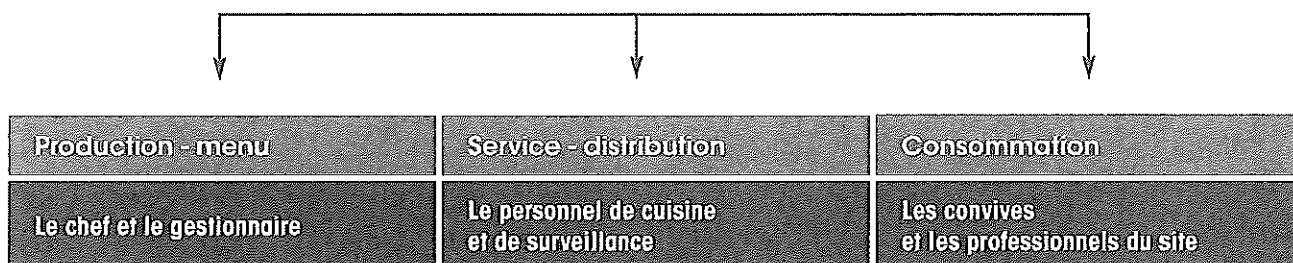 Production - menu
Service - distribution
Consommation
Le chef et le gestionnaire
Le personnel de cuisine
et de surveillance
Les convives
et les professionnels du site